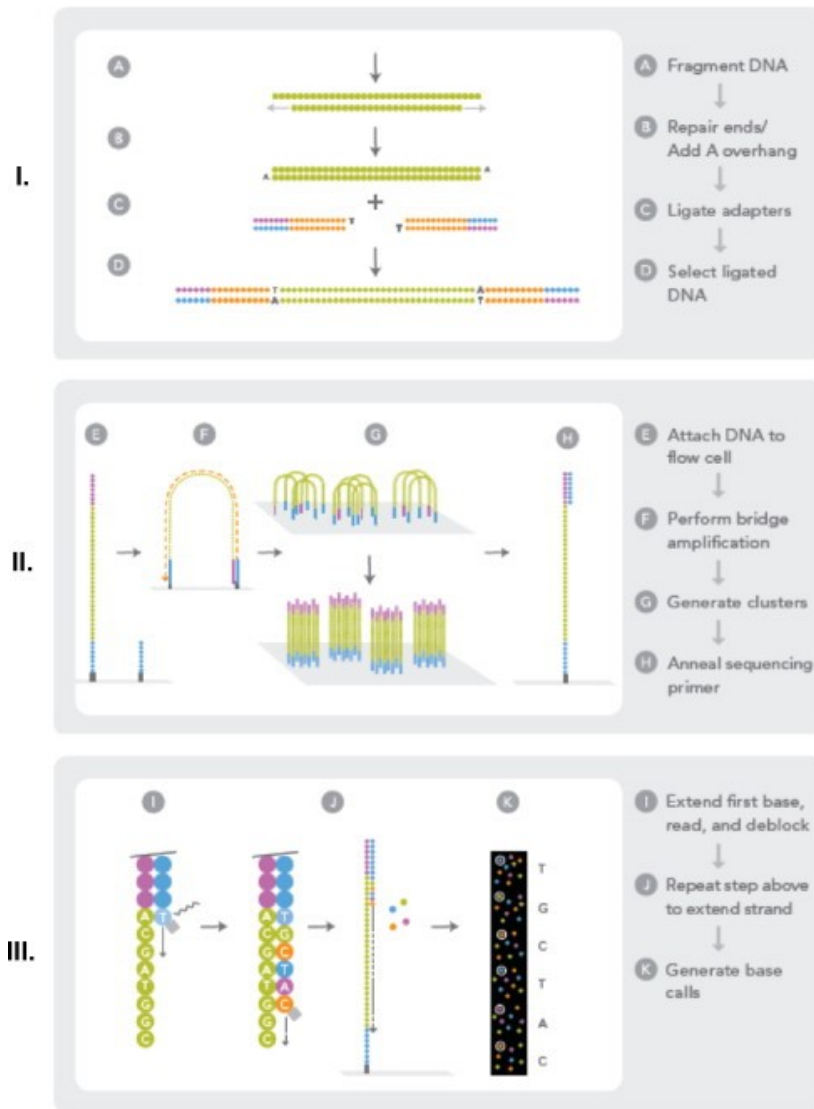 I.
A
B
C
D
A
A
+
T
T
T
A
A
T
A Fragment DNA
B Repair ends/
Add A overhang
C Ligate adapters
D Select ligated
DNA
II.
E
F
G
H
E Attach DNA to
flow cell
F Perform bridge
amplification
G Generate clusters
H Anneal sequencing
primer
III.
I
J
K
A T
C
G
A
T
G
G
C
A T
C G
G C
A T
T A
G C
G
C
T
G
C
T
A
C
I Extend first base,
read, and deblock
J Repeat step above
to extend strand
K Generate base
calls